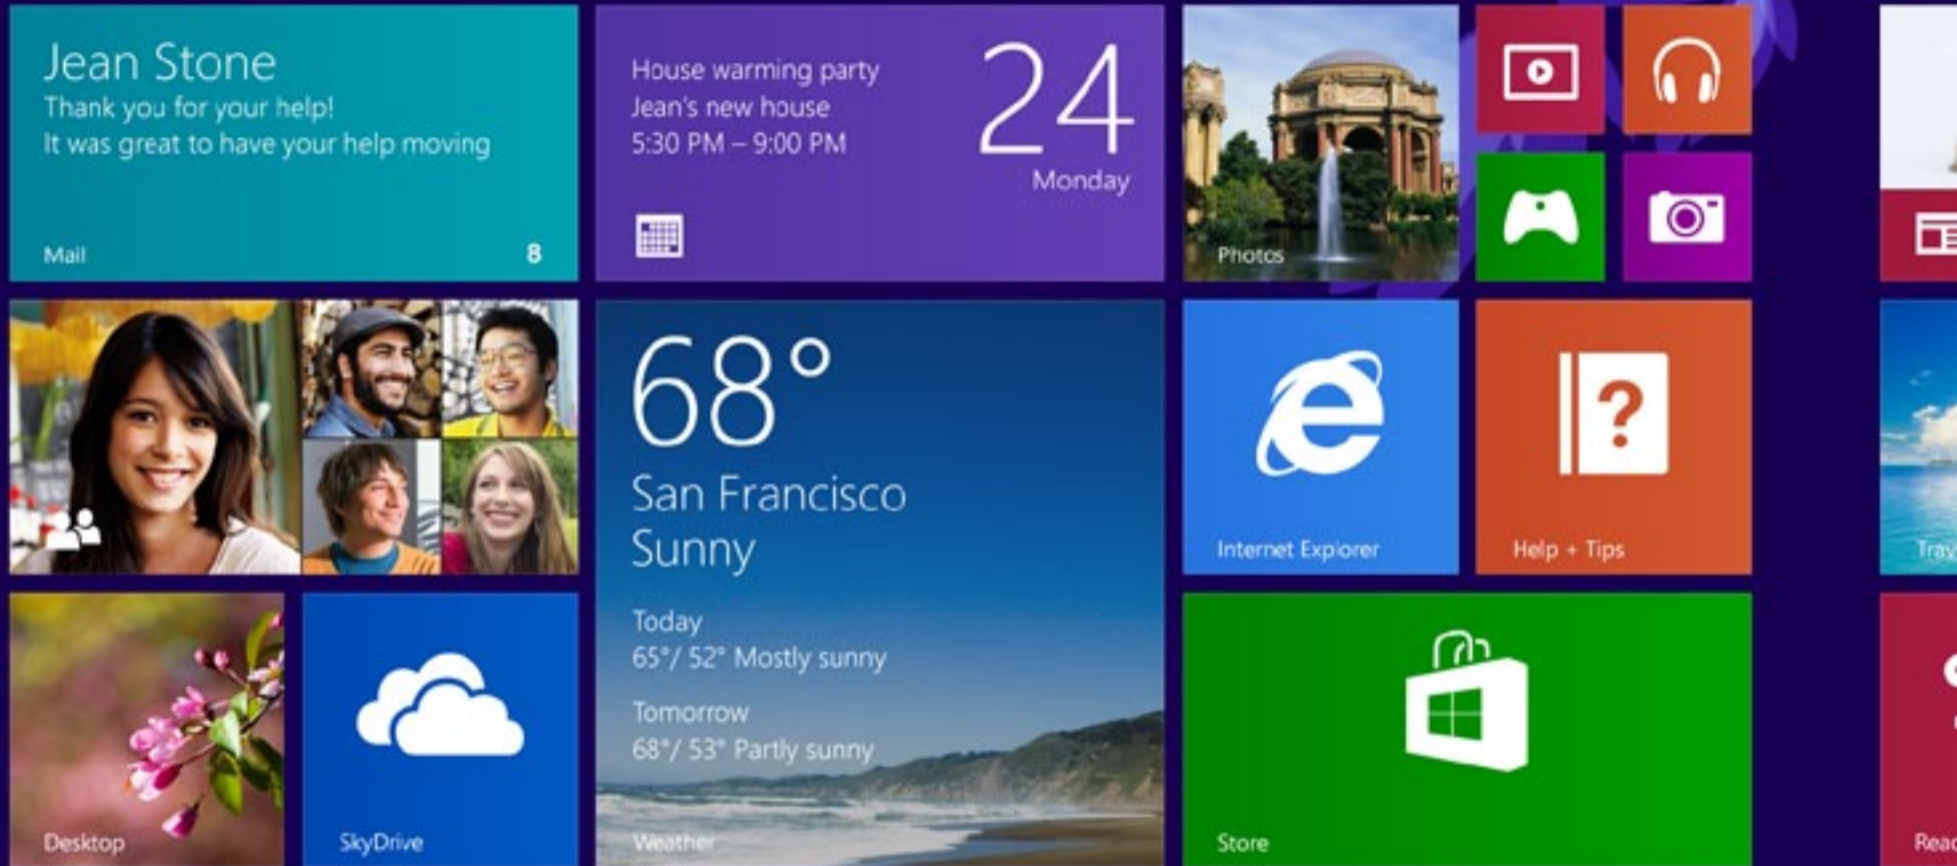 Jean Stone
Thank you for your help!
It was great to have your help moving
Mail
8
House warming party
Jean's new house
5:30 PM – 9:00 PM
24
Monday
Photos
68°
San Francisco
Sunny
Today
65°/ 52° Mostly sunny
Tomorrow
68°/ 53° Partly sunny
Weather
Internet Explorer
Help + Tips
Desktop
SkyDrive
Store